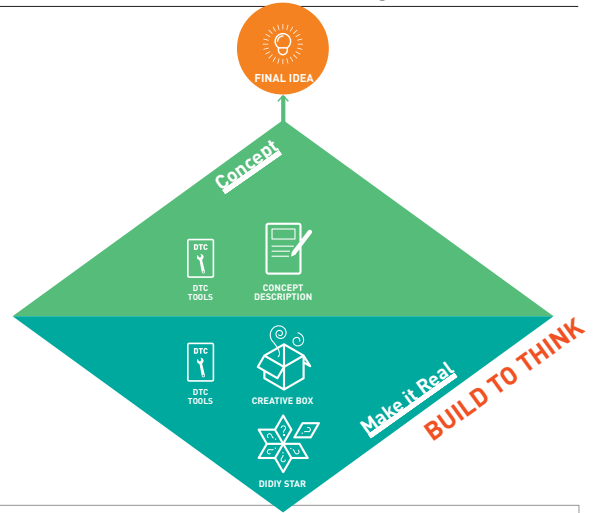 FINAL IDEA
Concept
DTC
DTC
TOOLS
CONCEPT
DESCRIPTION
DTC
DTC
TOOLS
CREATIVE BOX
Make it Real
BUILD TO THINK
? ? ? ? ? ?
DIDIY STAR